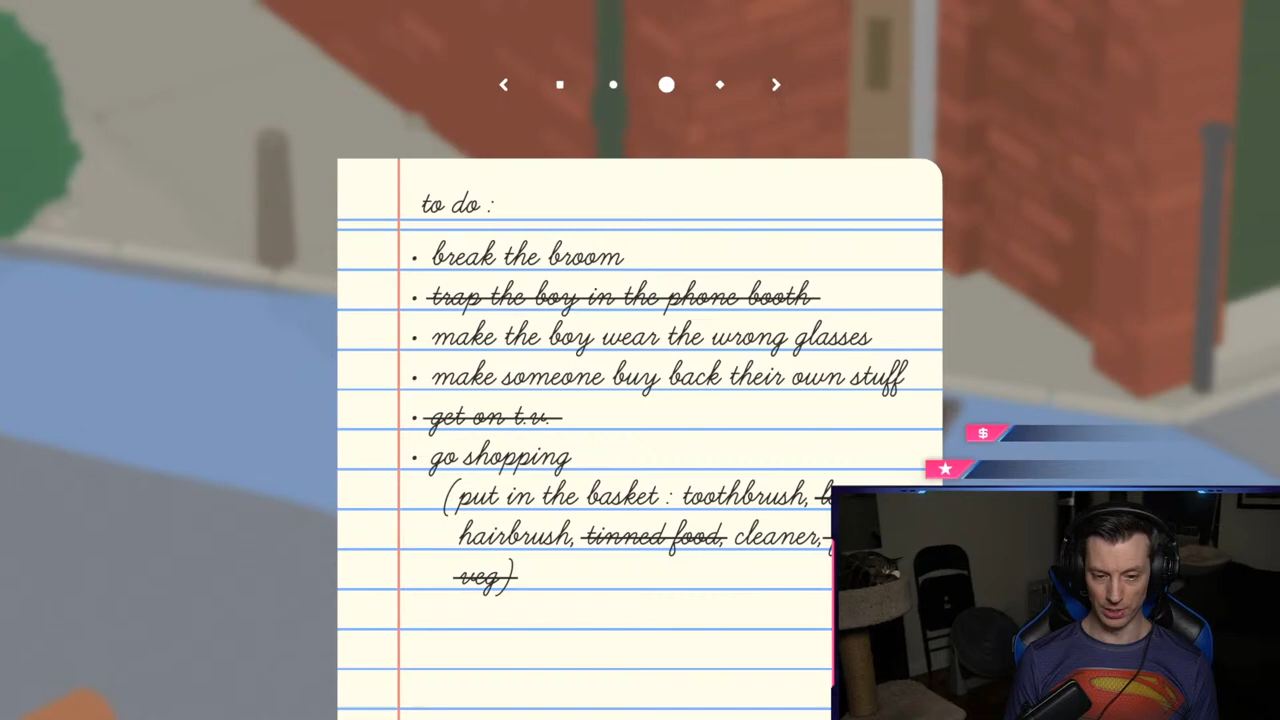 to do :
• break the broom
• trap the boy in the phone booth
• make the boy wear the wrong glasses
• make someone buy back their own stuff
• get on t.v.
• go shopping
(put in the basket : toothbrush,
hairbrush, tinned food, cleaner,
veg)
$